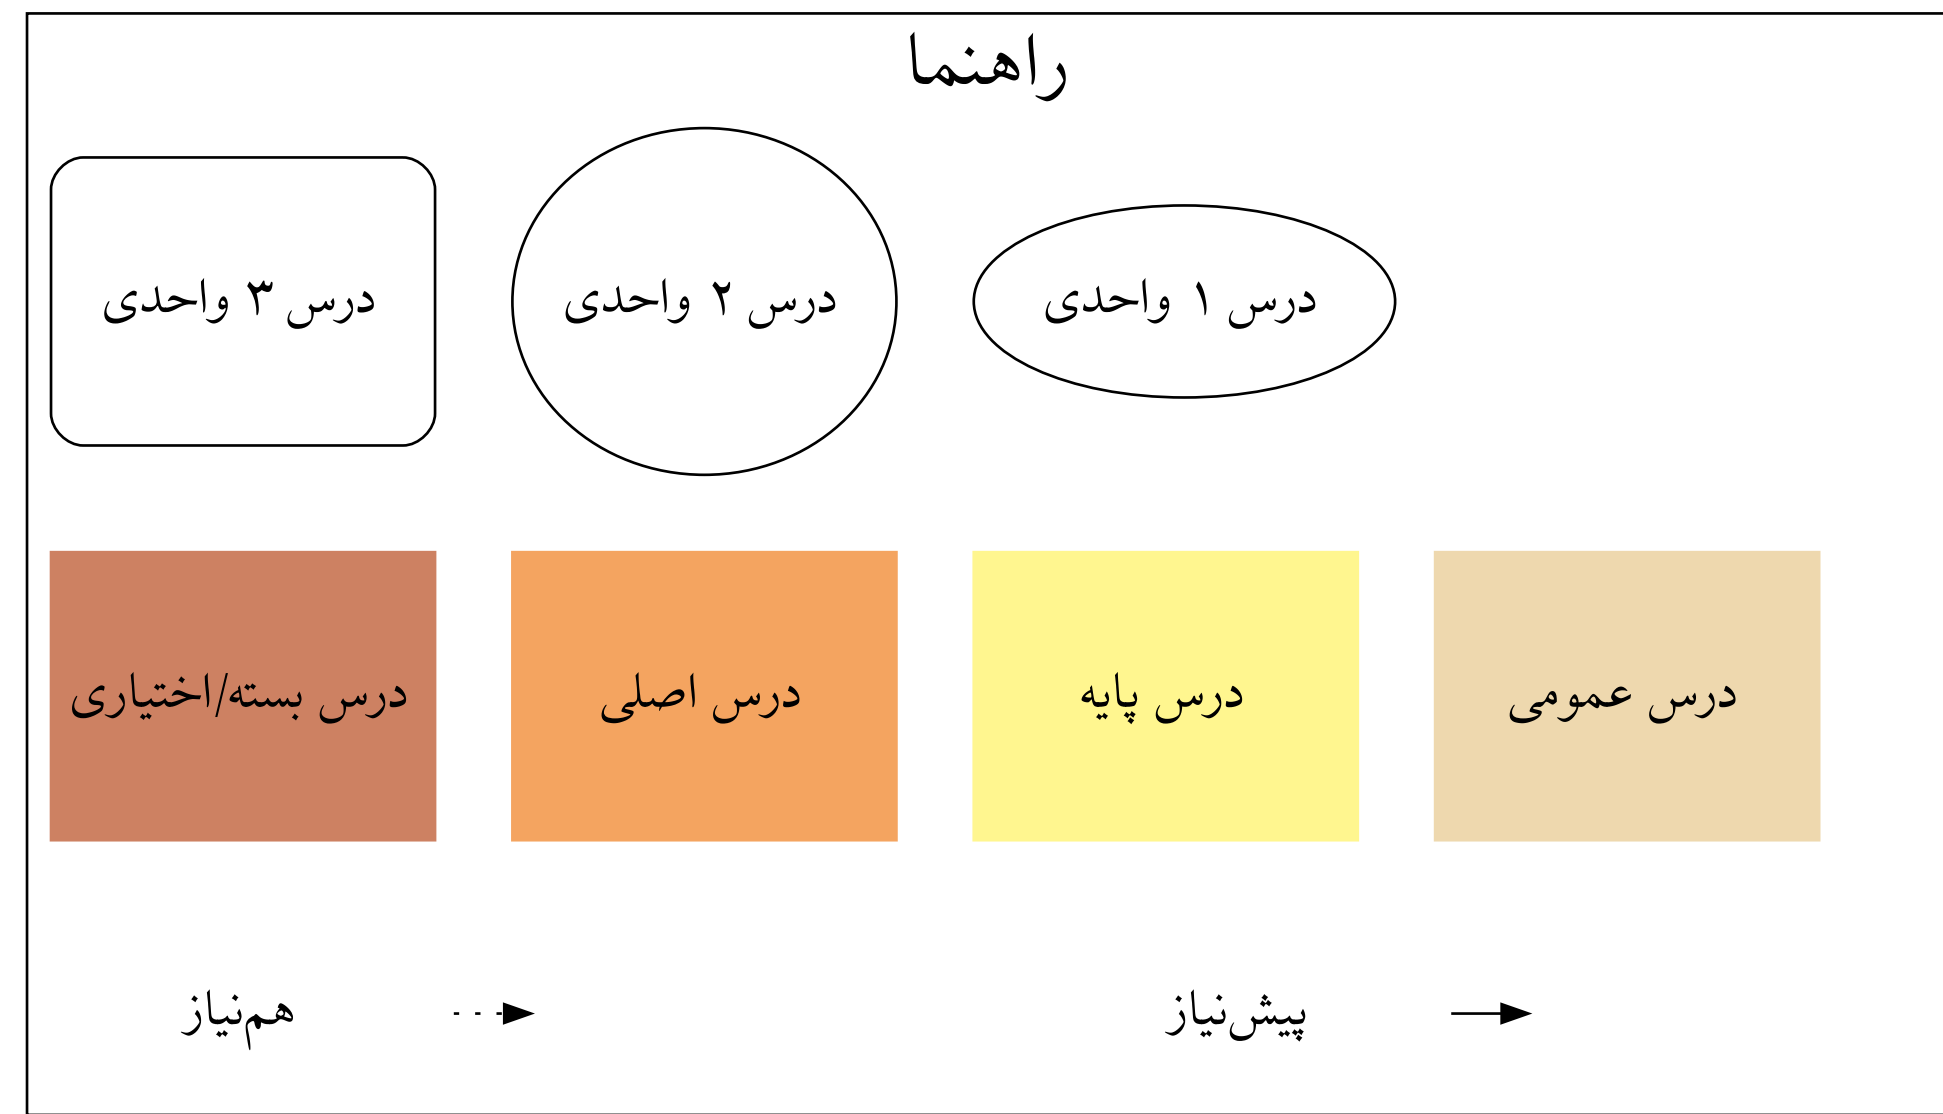 راهنما
درس ۱ واحدی
درس ۲ واحدی
درس ۳ واحدی
درس عمومی
درس پایه
درس اصلی
درس بسته/اختیاری
پیش‌نیاز
هم‌نیاز